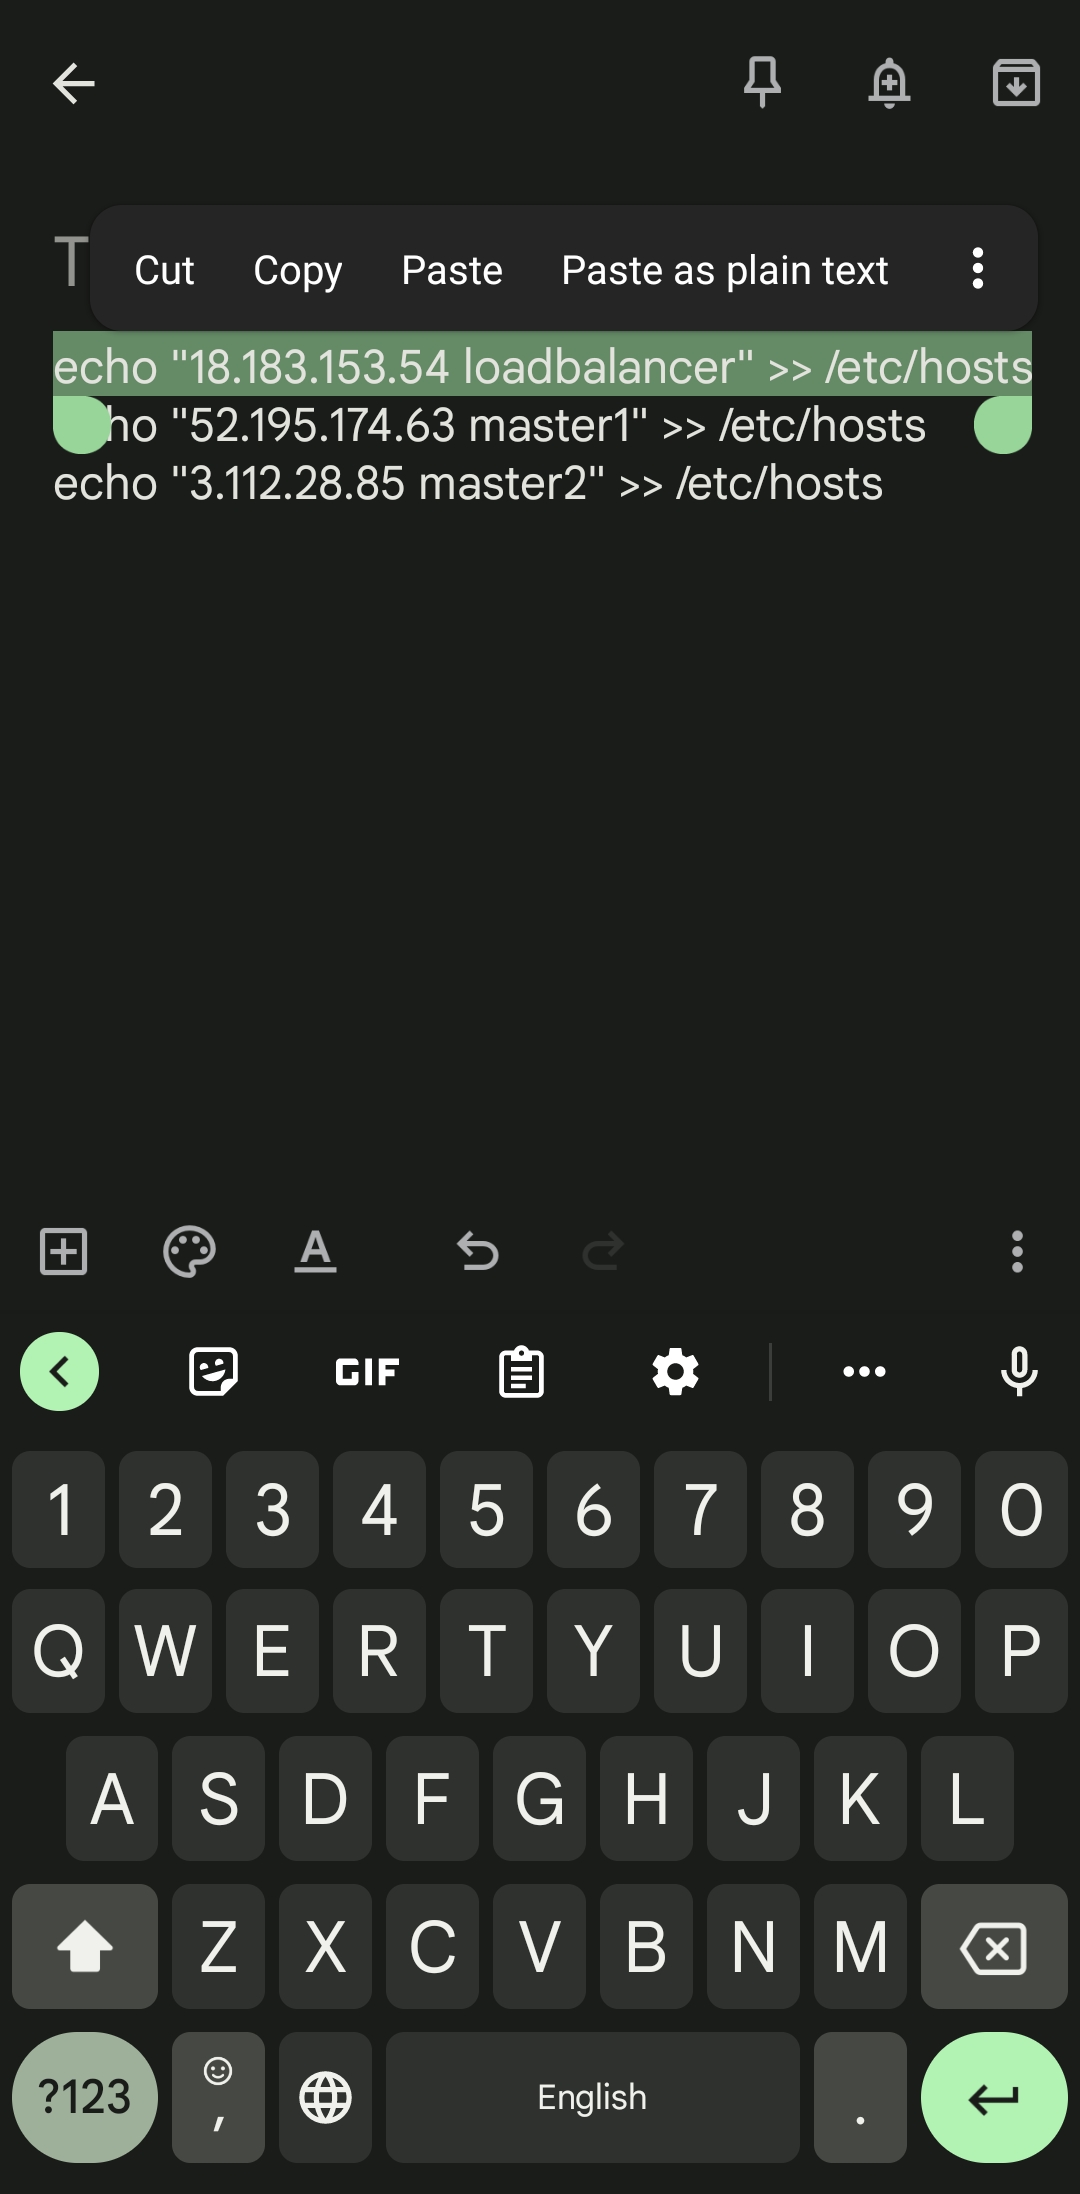 T
Cut Copy Paste Paste as plain text
echo "18.183.153.54 loadbalancer" >> /etc/hosts
ho "52.195.174.63 master1" >> /etc/hosts
echo "3.112.28.85 master2" >> /etc/hosts
A
GIF
1 2 3 4 5 6 7 8 9 0
Q W E R T Y U I O P
A S D F G H J K L
Z X C V B N M
?123 , English .